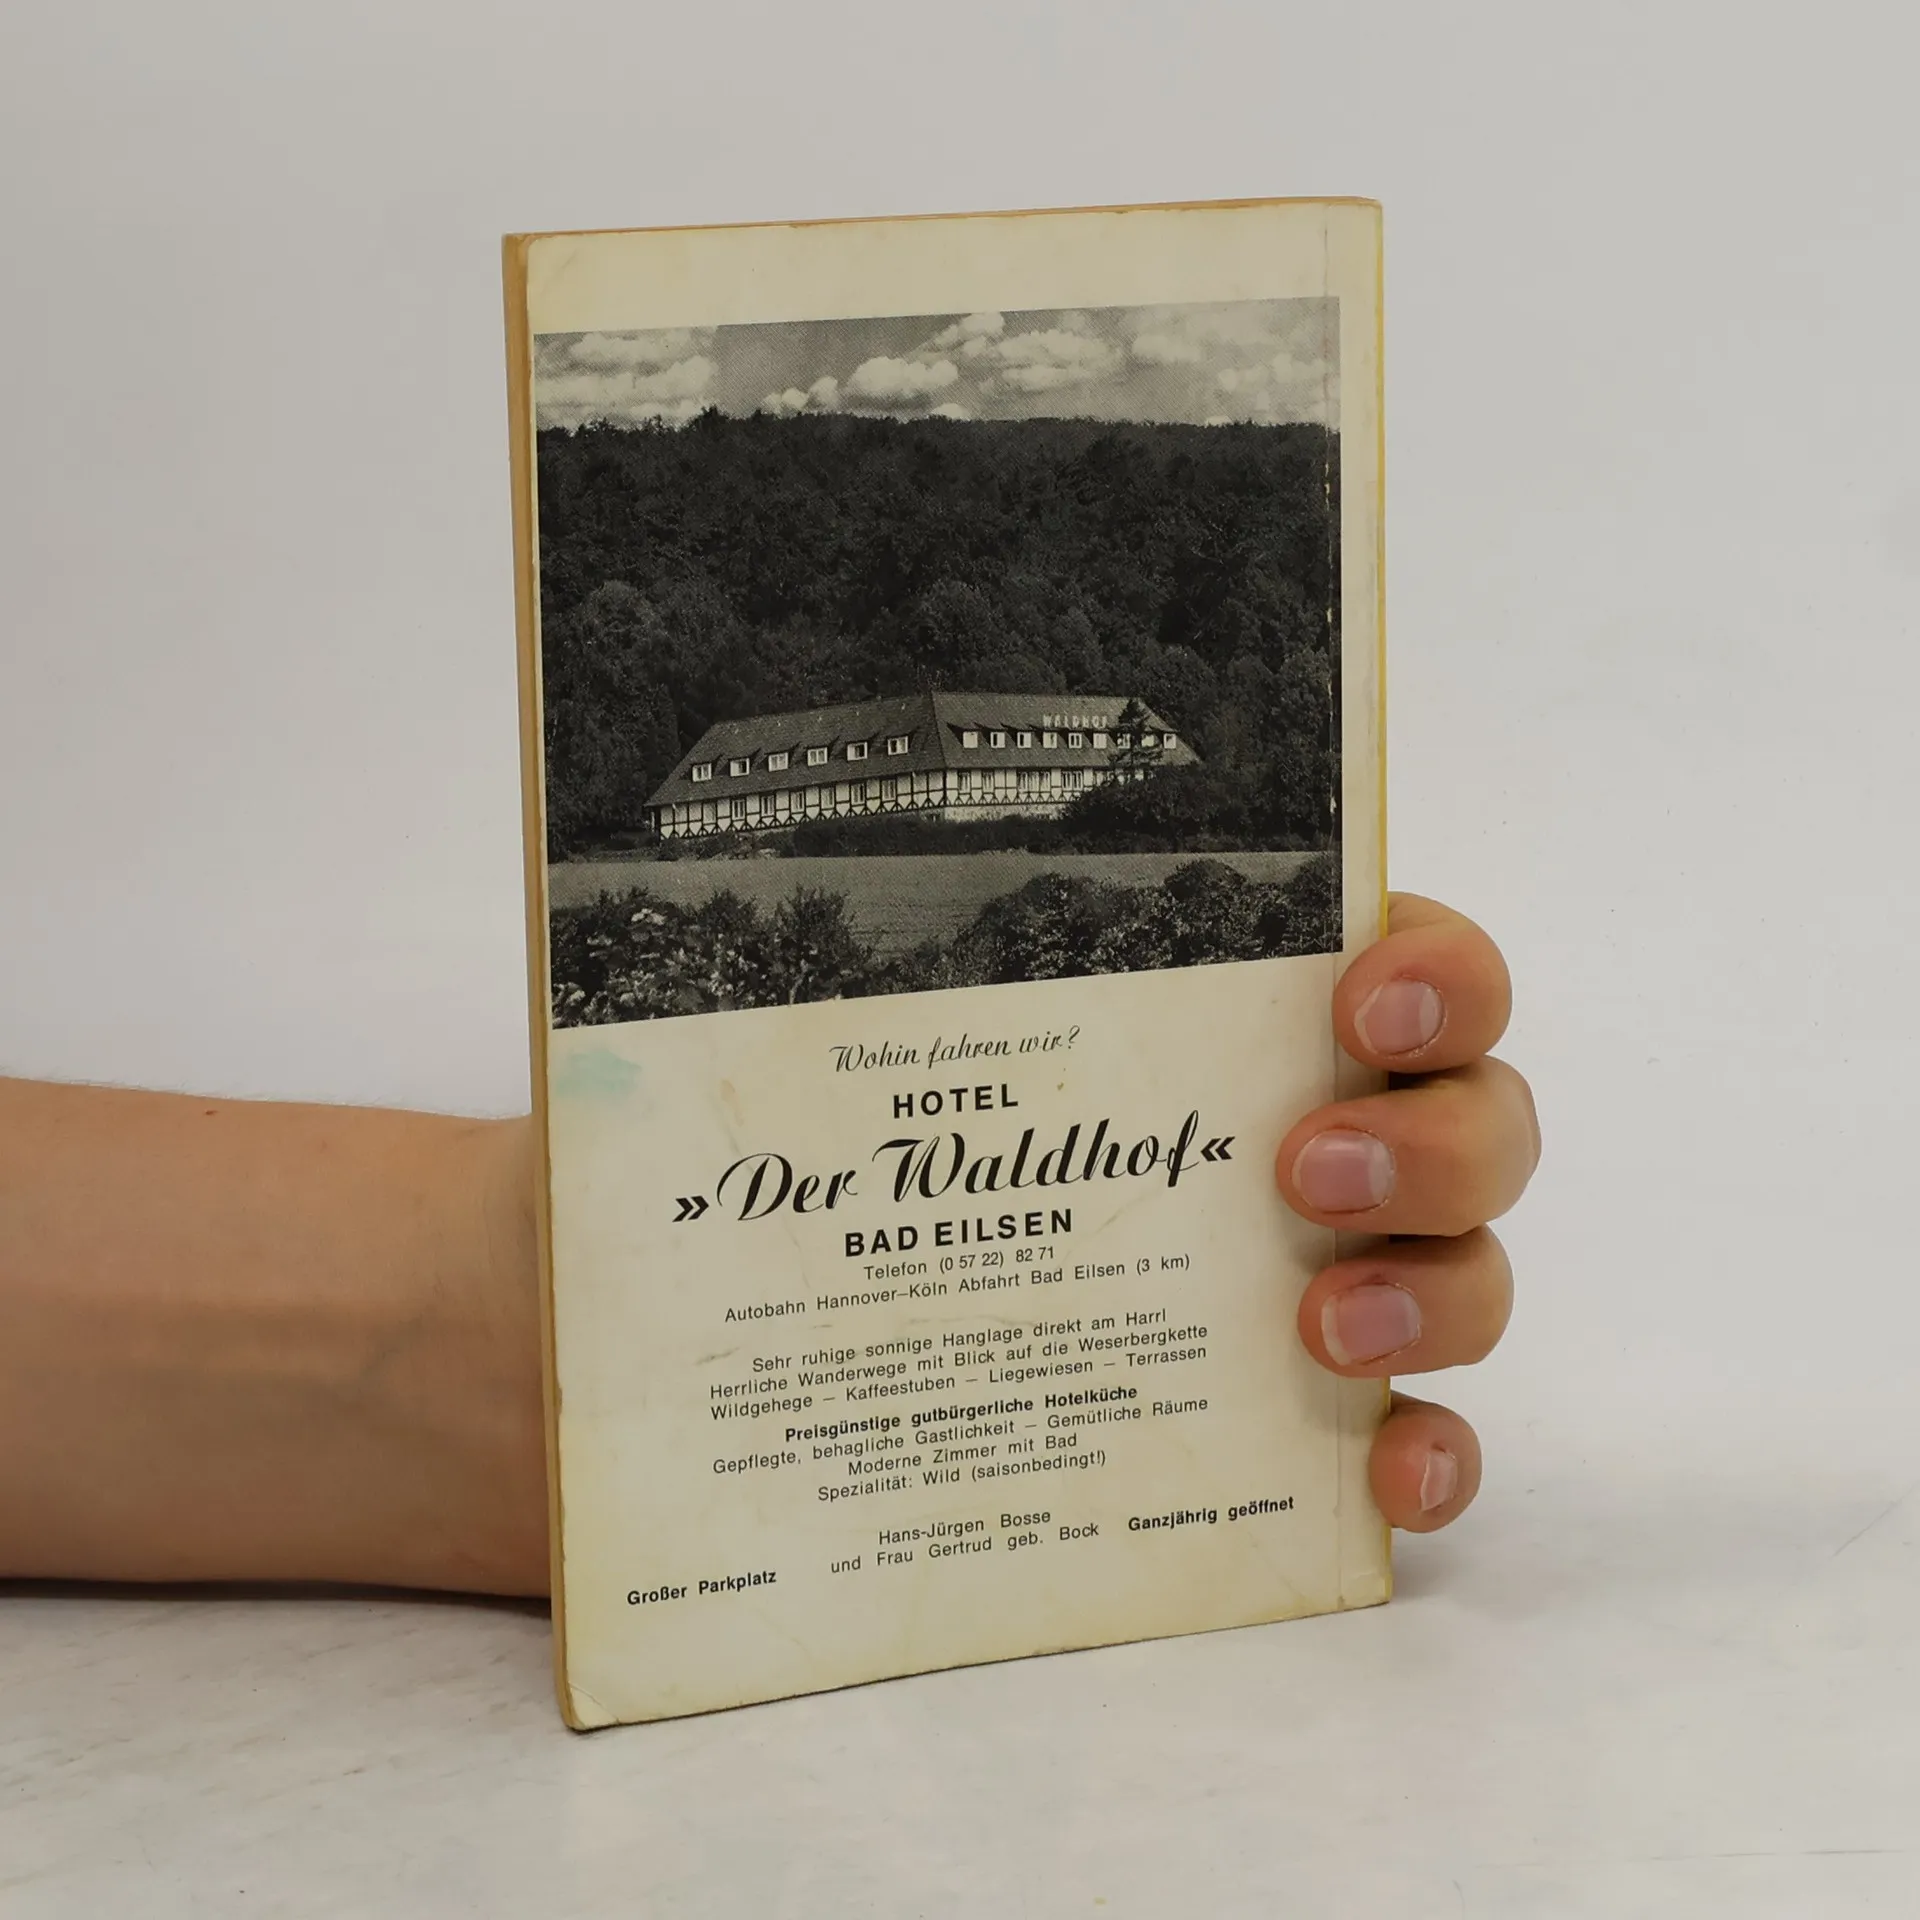 WALDHOF
Wohin fahren wir?
HOTEL
»Der Waldhof«
BAD EILSEN
Telefon (0 57 22) 82 71
Autobahn Hannover–Köln Abfahrt Bad Eilsen (3 km)
Sehr ruhige sonnige Hanglage direkt am Harrl
Herrliche Wanderwege mit Blick auf die Weserbergkette
Wildgehege – Kaffeestuben – Liegewiesen – Terrassen
Preisgünstige gutbürgerliche Hotelküche
Gepflegte, behagliche Gastlichkeit – Gemütliche Räume
Moderne Zimmer mit Bad
Spezialität: Wild (saisonbedingt!)
Hans-Jürgen Bosse
und Frau Gertrud geb. Bock
Ganzjährig geöffnet
Großer Parkplatz